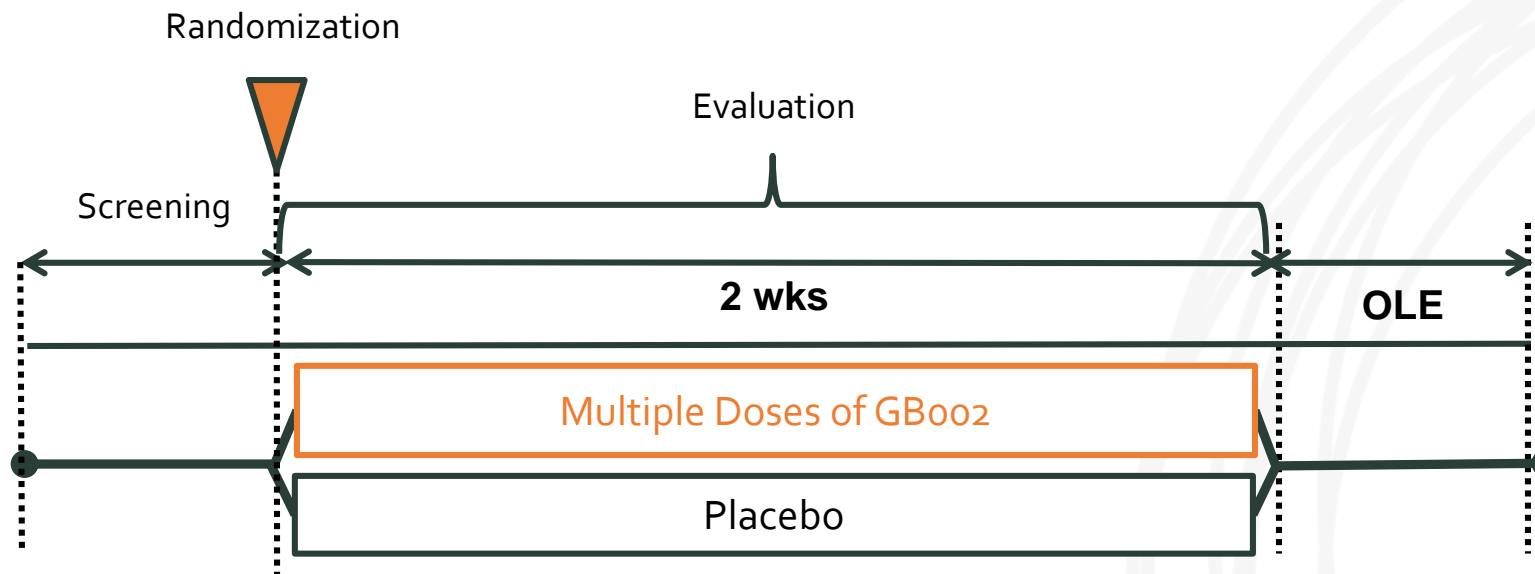 Randomization
Evaluation
Screening
2 wks
OLE
Multiple Doses of GB002
Placebo